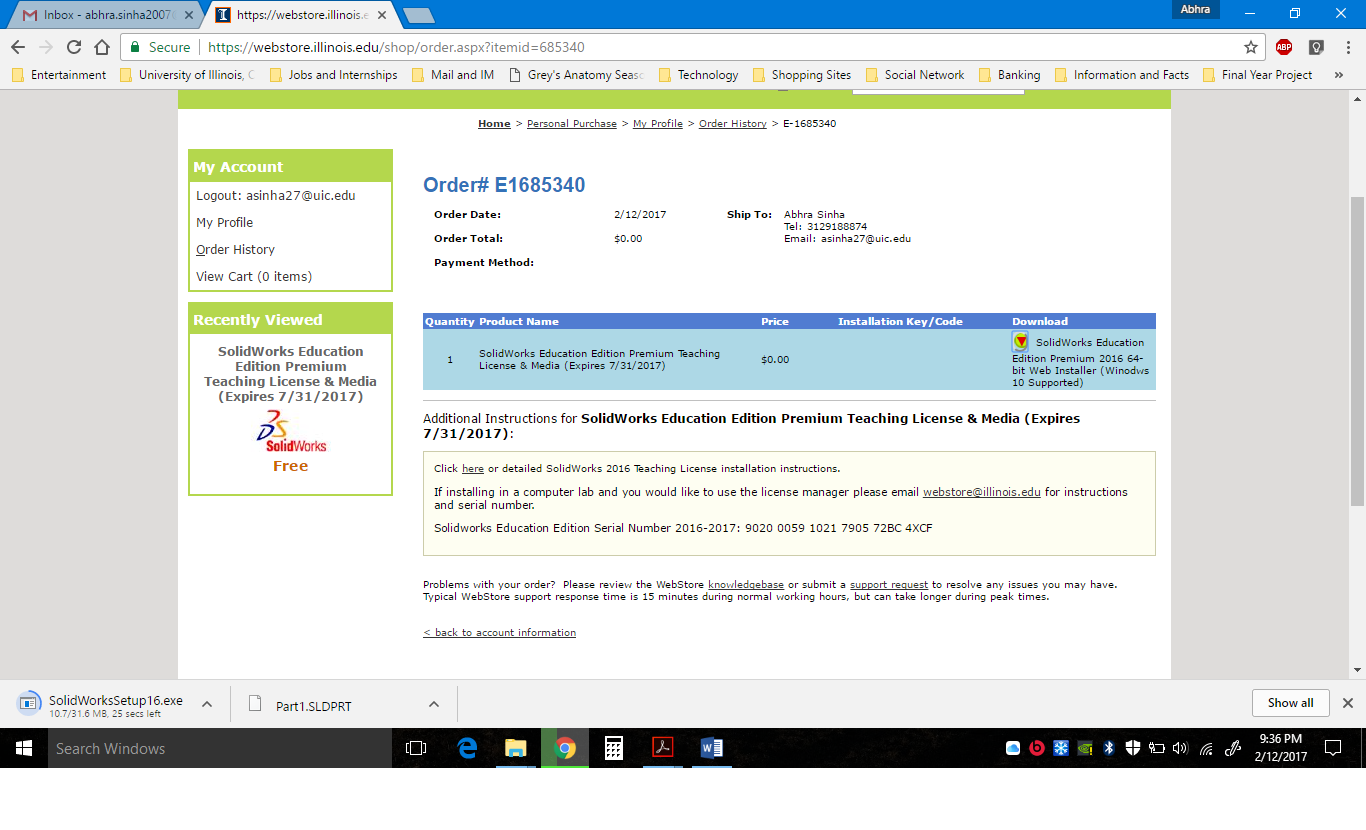 Inbox - abhra.sinha2007
https://webstore.illinois.e
Abhra
Secure
https://webstore.illinois.edu/shop/order.aspx?itemid=685340
ABP
Entertainment
University of Illinois, C
Jobs and Internships
Mail and IM
Grey's Anatomy Seas
Technology
Shopping Sites
Social Network
Banking
Information and Facts
Final Year Project
»
Home > Personal Purchase > My Profile > Order History > E-1685340
My Account
Logout: asinha27@uic.edu
My Profile
Order History
View Cart (0 items)
Recently Viewed
SolidWorks Education
Edition Premium
Teaching License & Media
(Expires 7/31/2017)
SolidWorks
Free
Order# E1685340
Order Date: 2/12/2017 Ship To: Abhra Sinha
Tel: 3129188874
Order Total: $0.00 Email: asinha27@uic.edu
Payment Method:
Quantity Product Name Price Installation Key/Code Download
1 SolidWorks Education Edition Premium Teaching
License & Media (Expires 7/31/2017)
$0.00
SolidWorks Education
Edition Premium 2016 64-
bit Web Installer (Winodws
10 Supported)
Additional Instructions for SolidWorks Education Edition Premium Teaching License & Media (Expires
7/31/2017):
Click here or detailed SolidWorks 2016 Teaching License installation instructions.
If installing in a computer lab and you would like to use the license manager please email webstore@illinois.edu for instructions
and serial number.
Solidworks Education Edition Serial Number 2016-2017: 9020 0059 1021 7905 72BC 4XCF
Problems with your order? Please review the WebStore knowledgebase or submit a support request to resolve any issues you may have.
Typical WebStore support response time is 15 minutes during normal working hours, but can take longer during peak times.
< back to account information
SolidWorksSetup16.exe
10.7/31.6 MB, 25 secs left
Part1.SLDPRT
Show all
Search Windows
9:36 PM
2/12/2017